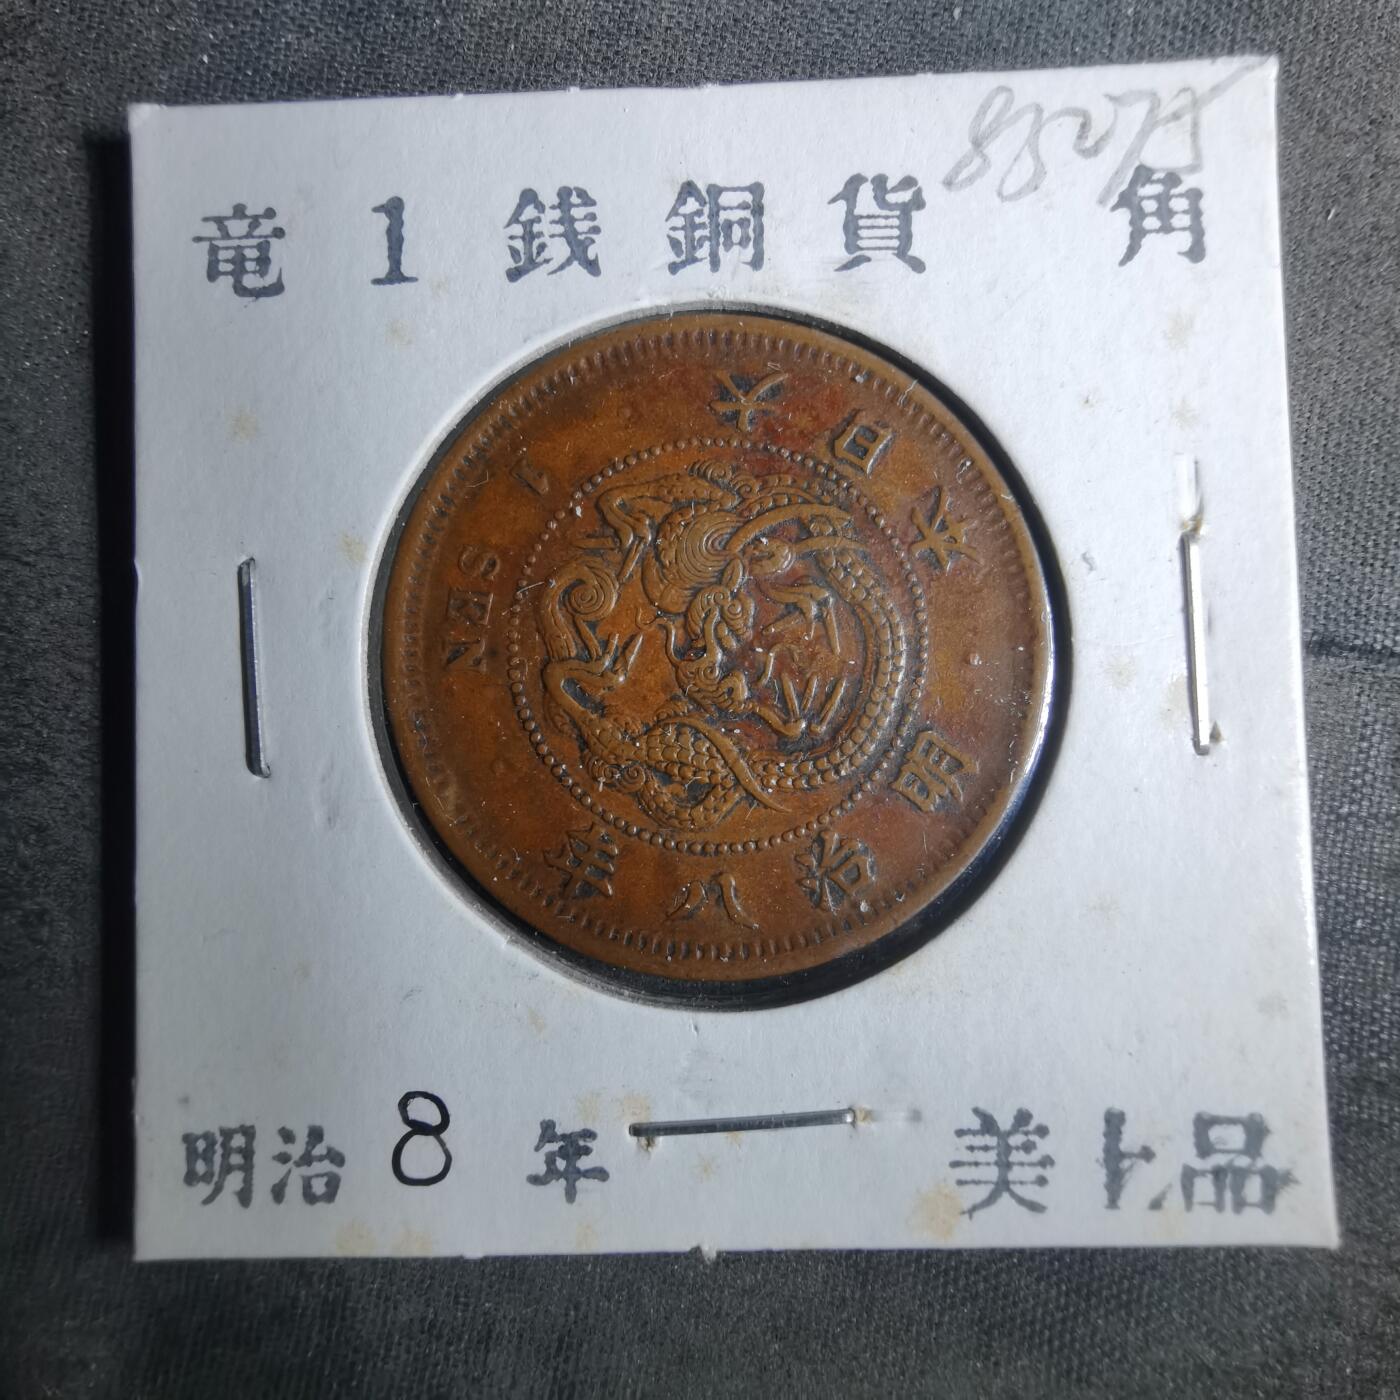 竜 1 銭銅貨 角
大日本
明治八年
1 SEN
明治 8 年 美 品